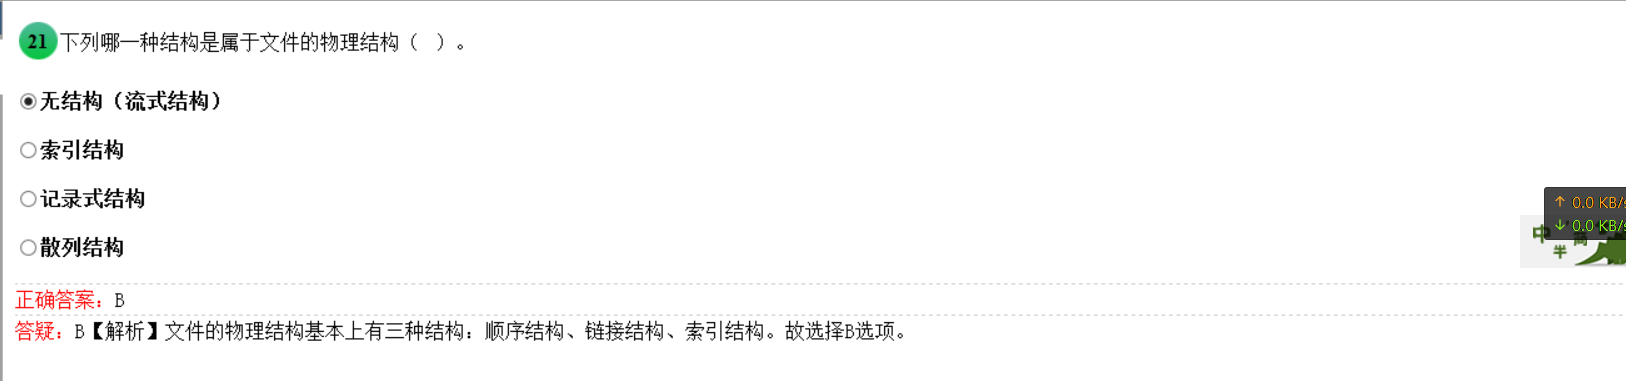 21 下列哪一种结构是属于文件的物理结构（ ）。
无结构（流式结构）
索引结构
记录式结构
散列结构
↑ 0.0 KB/s
↓ 0.0 KB/s
中
半
正确答案：B
答疑：B【解析】文件的物理结构基本上有三种结构：顺序结构、链接结构、索引结构。故选择B选项。